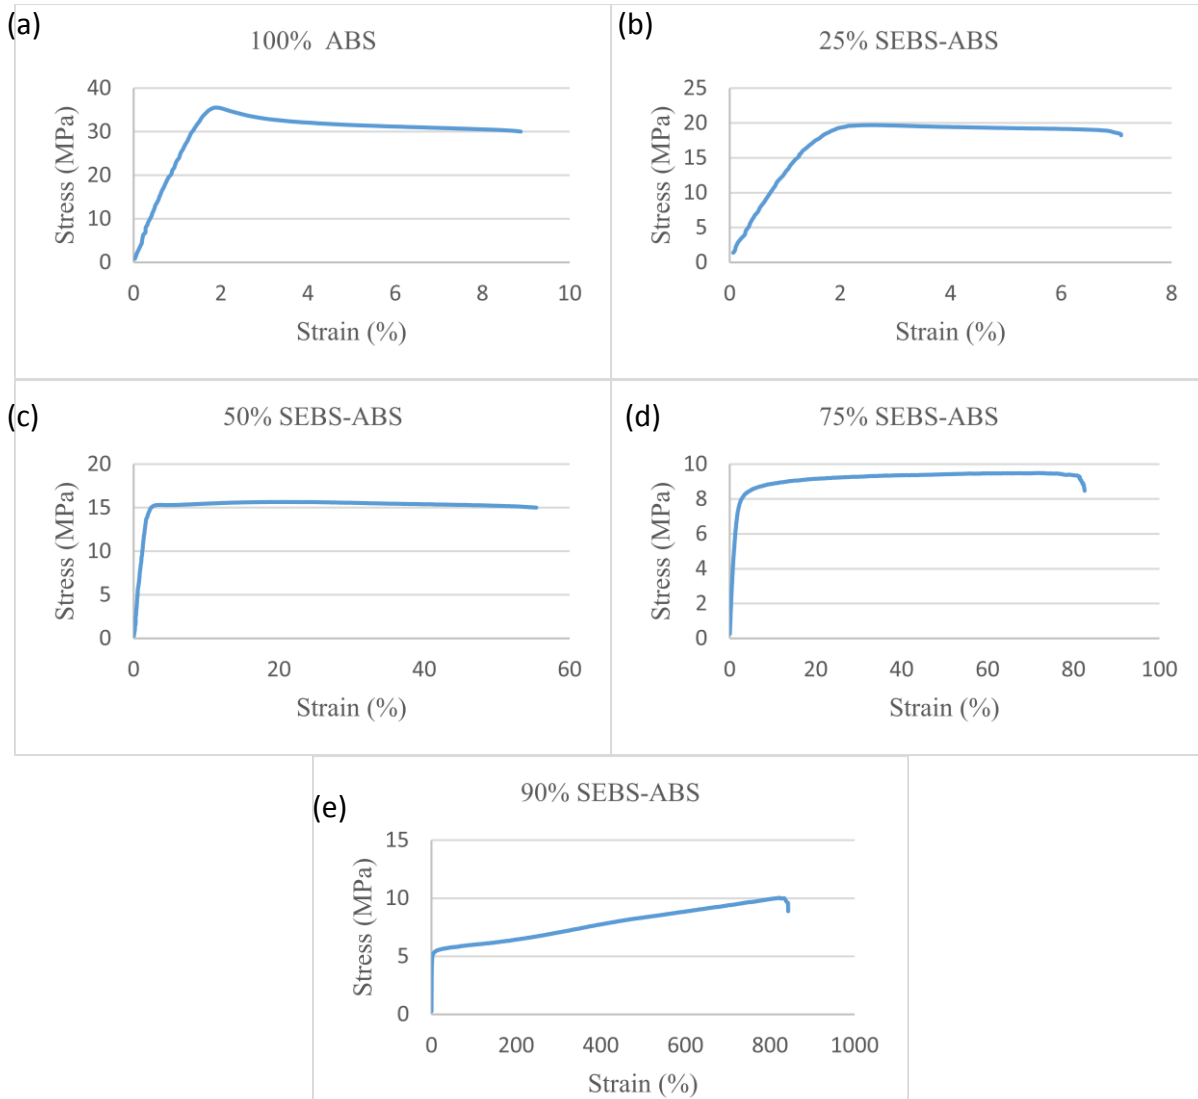 (a)
100%  ABS
Stress (MPa)
40
30
20
10
0
0 2 4 6 8 10
Strain (%)
(b)
25% SEBS-ABS
Stress (MPa)
25
20
15
10
5
0
0 2 4 6 8
Strain (%)
(c)
50% SEBS-ABS
Stress (MPa)
20
15
10
5
0
0 20 40 60
Strain (%)
(d)
75% SEBS-ABS
Stress (MPa)
10
8
6
4
2
0
0 20 40 60 80 100
Strain (%)
(e)
90% SEBS-ABS
Stress (MPa)
15
10
5
0
0 200 400 600 800 1000
Strain (%)